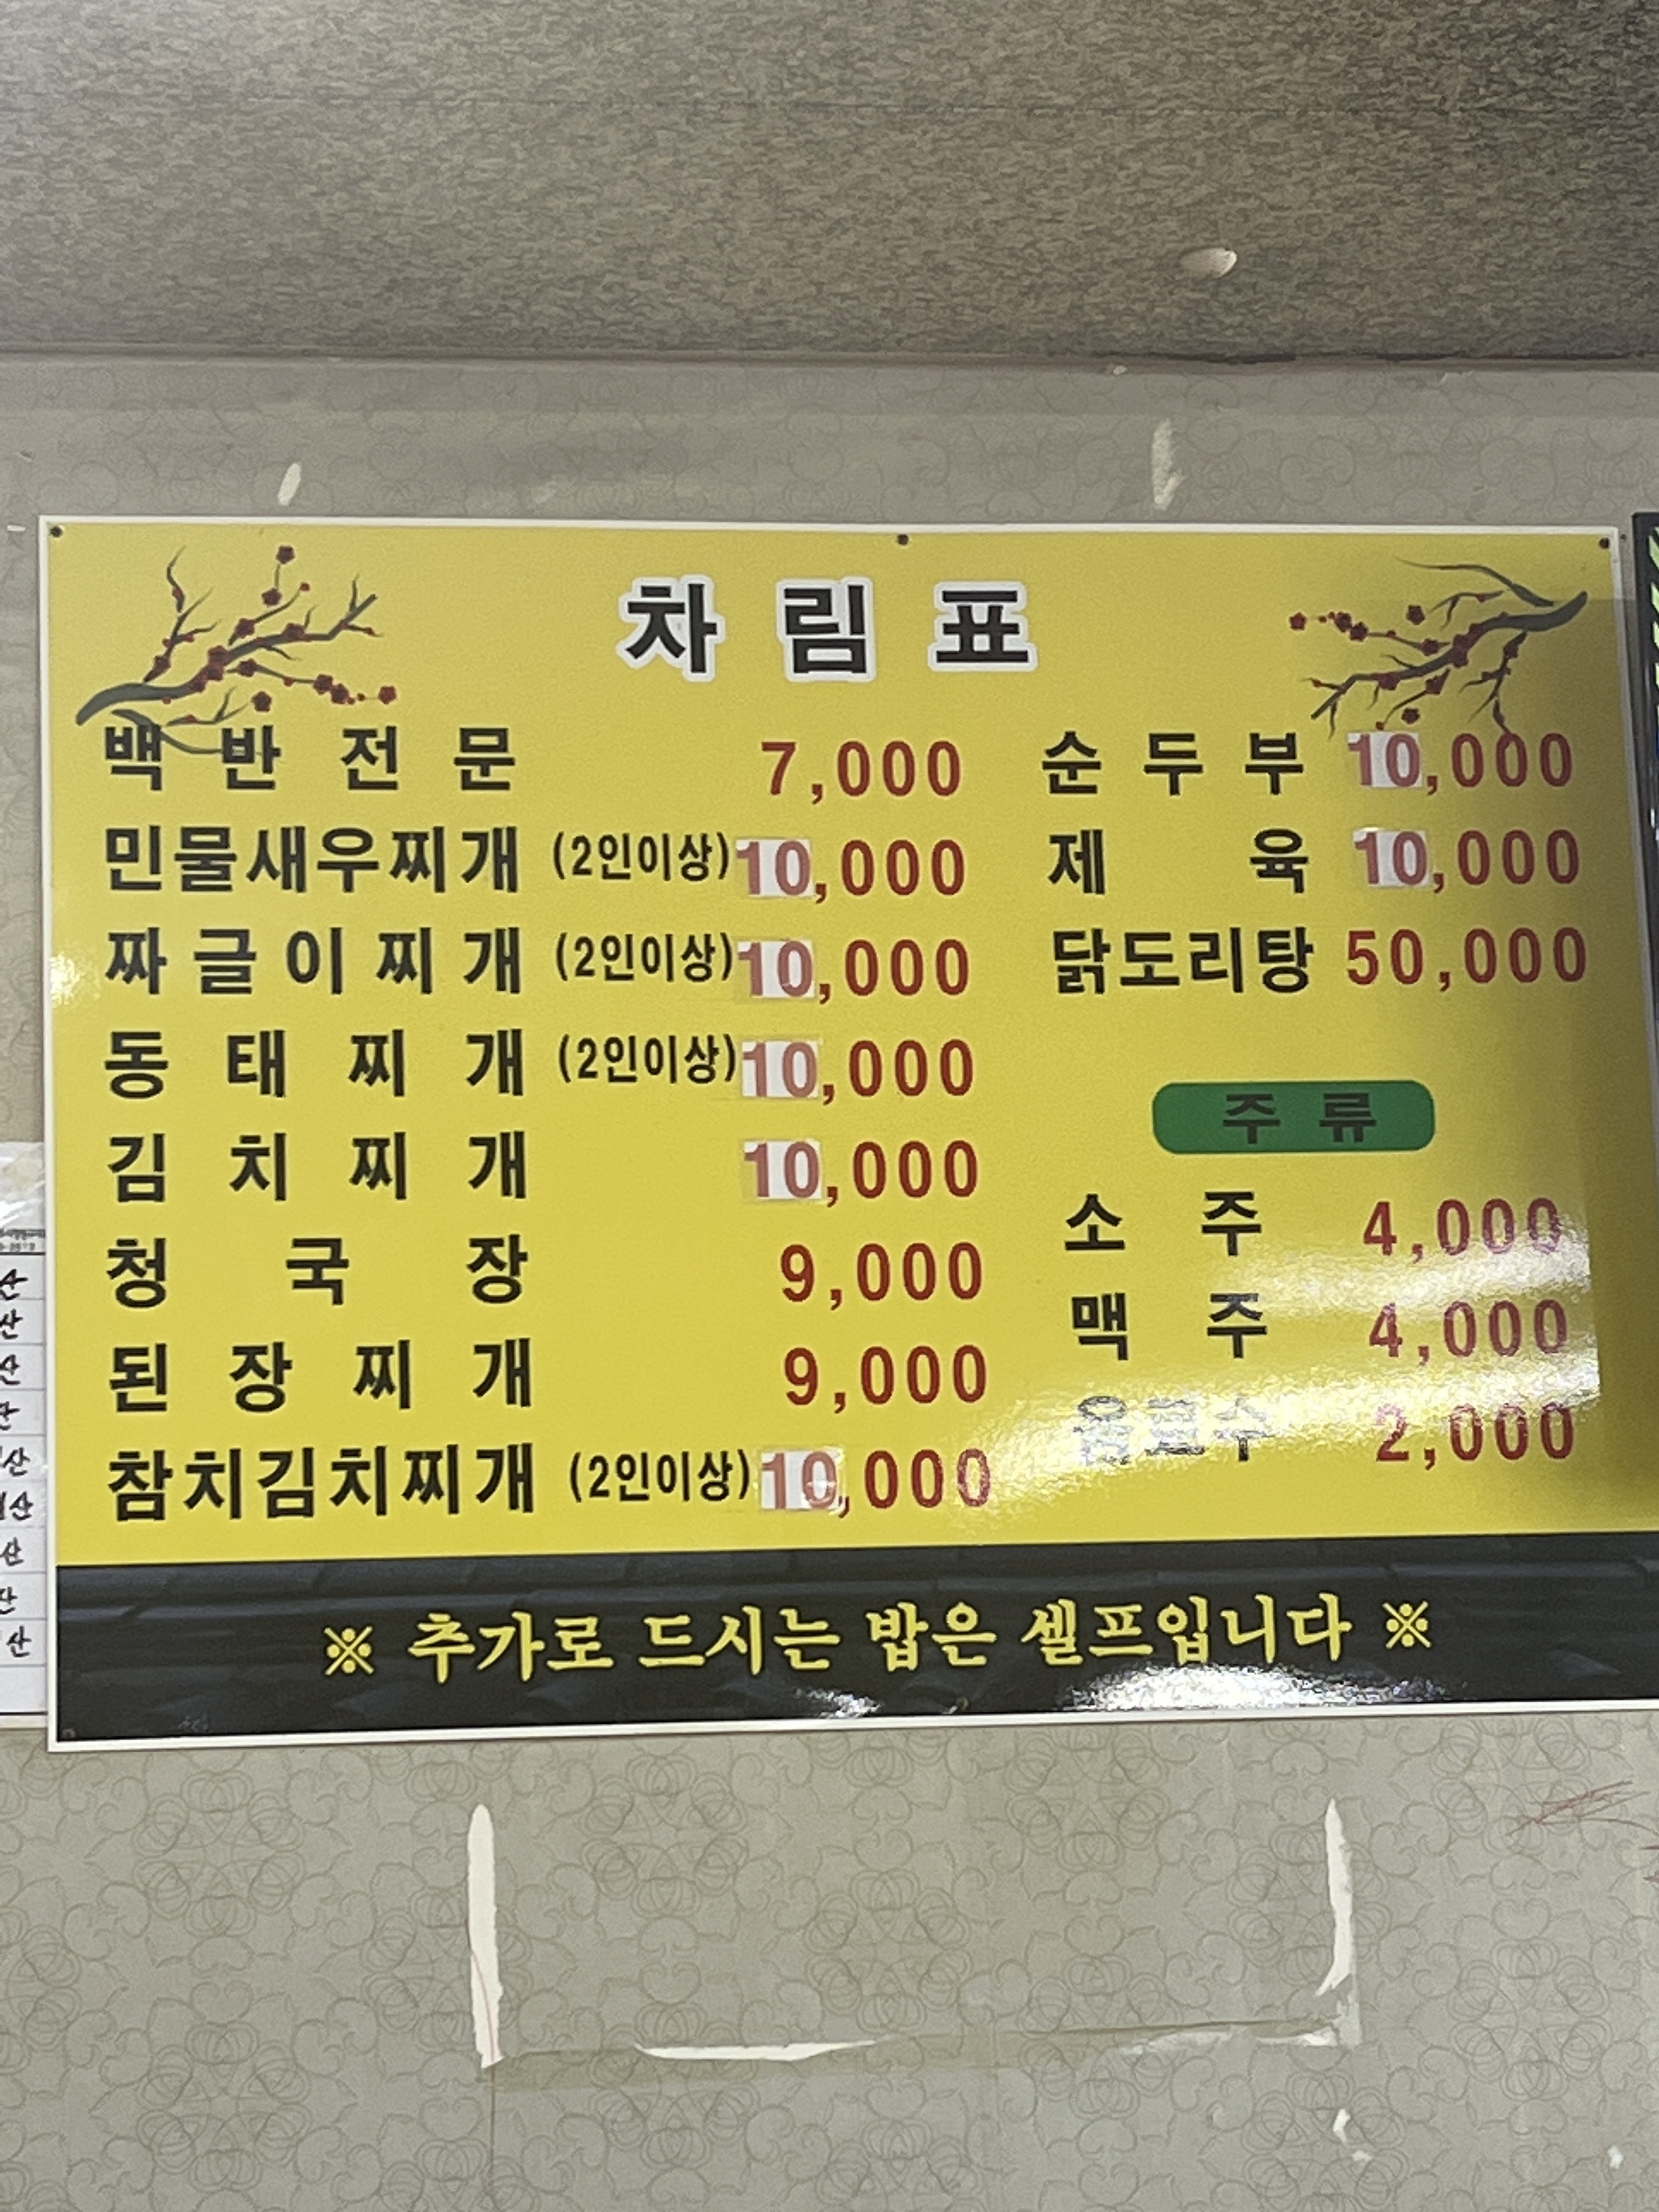 차림표
백반전문 7,000
민물새우찌개 (2인이상) 10,000
짜글이찌개 (2인이상) 10,000
동태찌개 (2인이상) 10,000
김치찌개 10,000
청국장 9,000
된장찌개 9,000
참치김치찌개 (2인이상) 10,000
순두부 10,000
제육 10,000
닭도리탕 50,000
주류
소주 4,000
맥주 4,000
음료수 2,000
※ 추가로 드시는 밥은 셀프입니다 ※